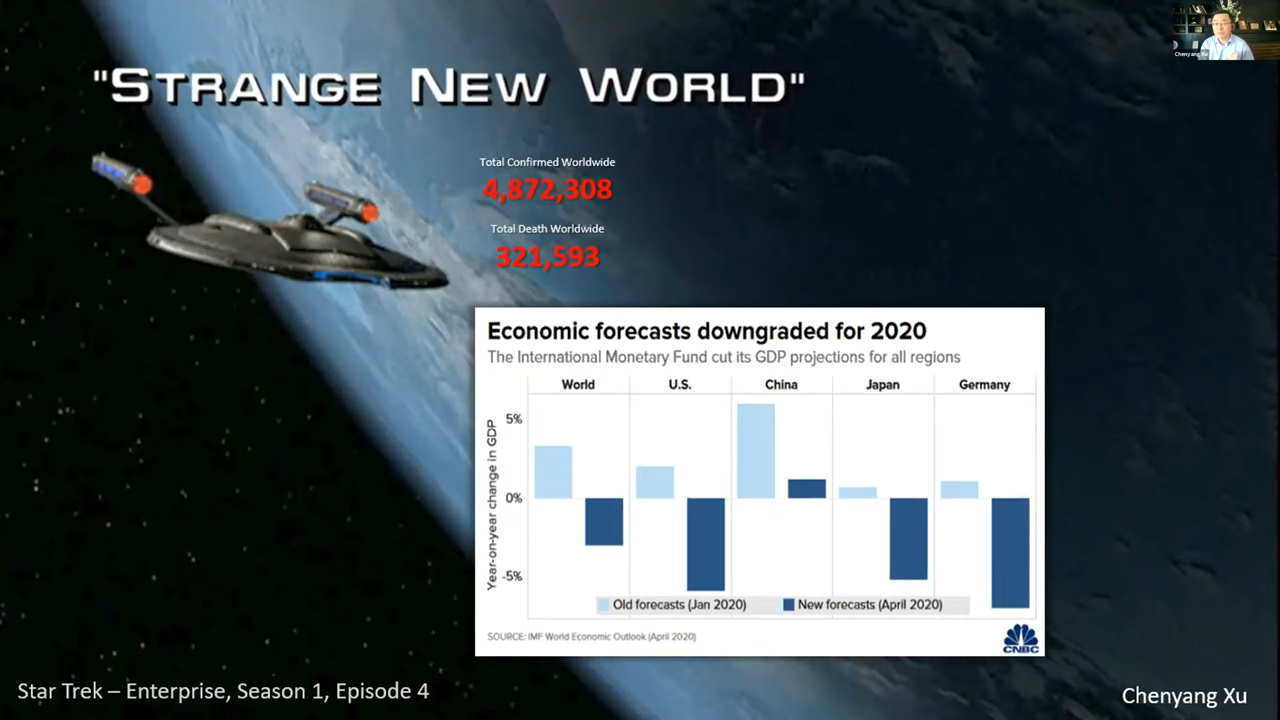 "STRANGE NEW WORLD"
Chenyang Xu
Total Confirmed Worldwide
4,872,308
Total Death Worldwide
321,593
Economic forecasts downgraded for 2020
The International Monetary Fund cut its GDP projections for all regions
World U.S. China Japan Germany
Year-on-year change in GDP
5%
0%
-5%
Old forecasts (Jan 2020) New forecasts (April 2020)
SOURCE: IMF World Economic Outlook (April 2020)
CNBC
Star Trek – Enterprise, Season 1, Episode 4
Chenyang Xu